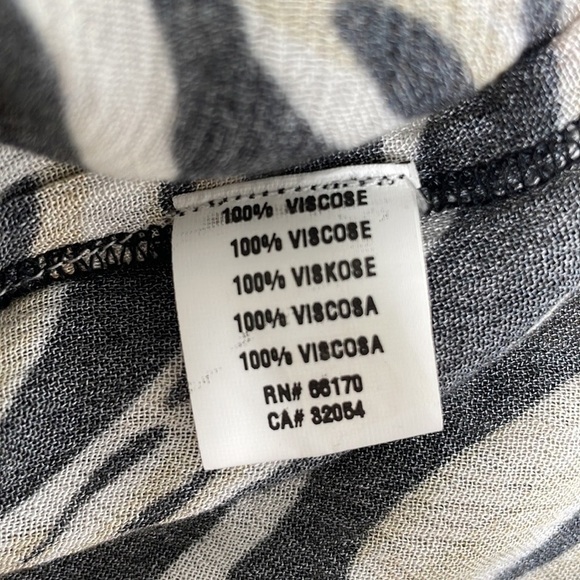 100% VISCOSE
100% VISCOSE
100% VISKOSE
100% VISCOSA
100% VISCOSA
RN# 66170
CA# 32054